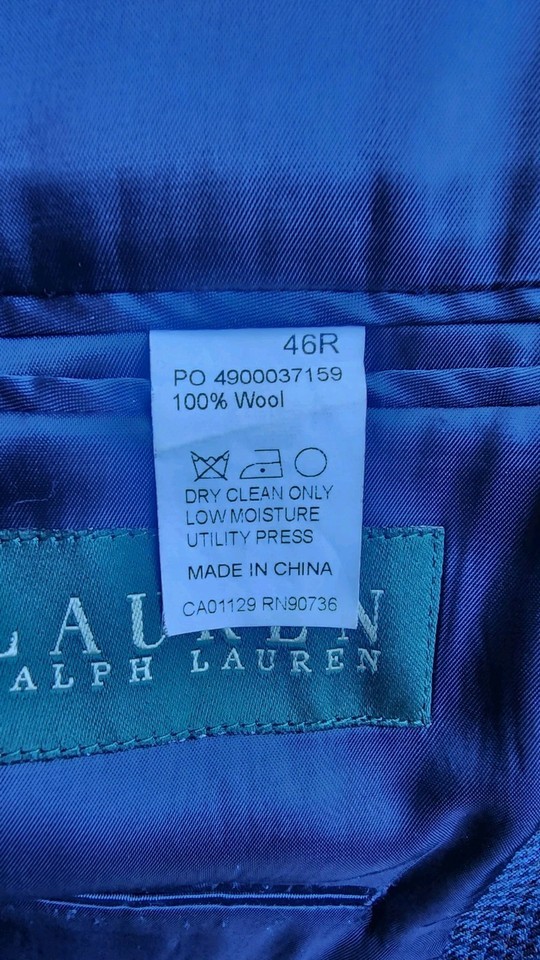 46R
PO 4900037159
100% Wool
DRY CLEAN ONLY
LOW MOISTURE
UTILITY PRESS
MADE IN CHINA
CA01129 RN90736
LAUREN
ALPH LAUREN